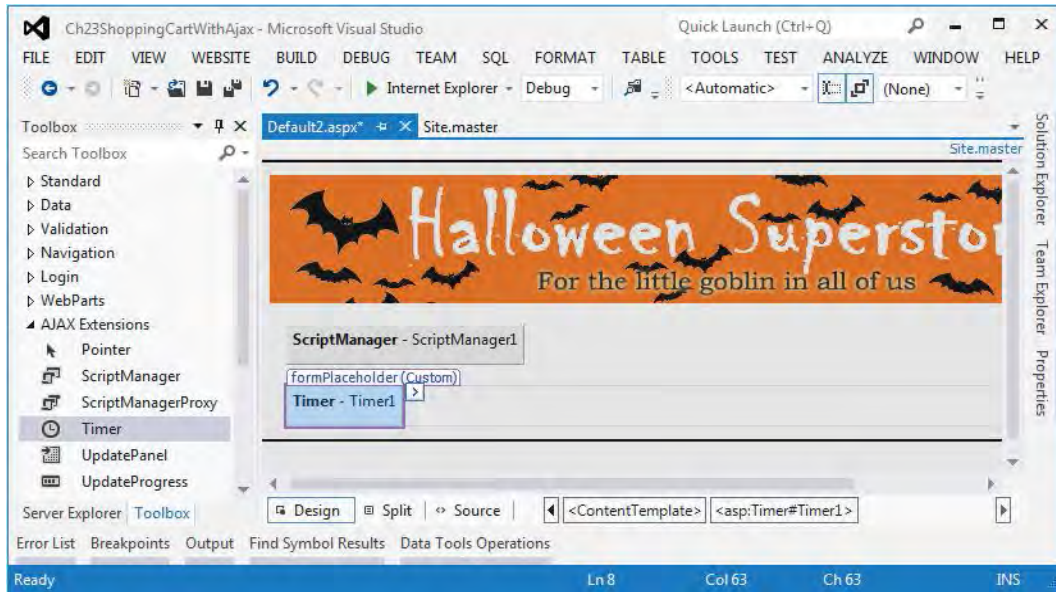 Ch23ShoppingCartWithAjax - Microsoft Visual Studio
Quick Launch (Ctrl+Q)
FILE EDIT VIEW WEBSITE BUILD DEBUG TEAM SQL FORMAT TABLE TOOLS TEST ANALYZE WINDOW HELP
Internet Explorer Debug <Automatic> (None)
Toolbox
Default2.aspx* Site.master
Search Toolbox
Site.master
Standard
Data
Validation
Navigation
Login
WebParts
AJAX Extensions
Pointer
ScriptManager
ScriptManagerProxy
Timer
UpdatePanel
UpdateProgress
Halloween Superstor
For the little goblin in all of us
ScriptManager - ScriptManager1
formPlaceholder (Custom)
Timer - Timer1
Solution Explorer
Team Explorer
Properties
Server Explorer Toolbox
Design Split Source <ContentTemplate> <asp:Timer#Timer1>
Error List Breakpoints Output Find Symbol Results Data Tools Operations
Ready Ln 8 Col 63 Ch 63 INS